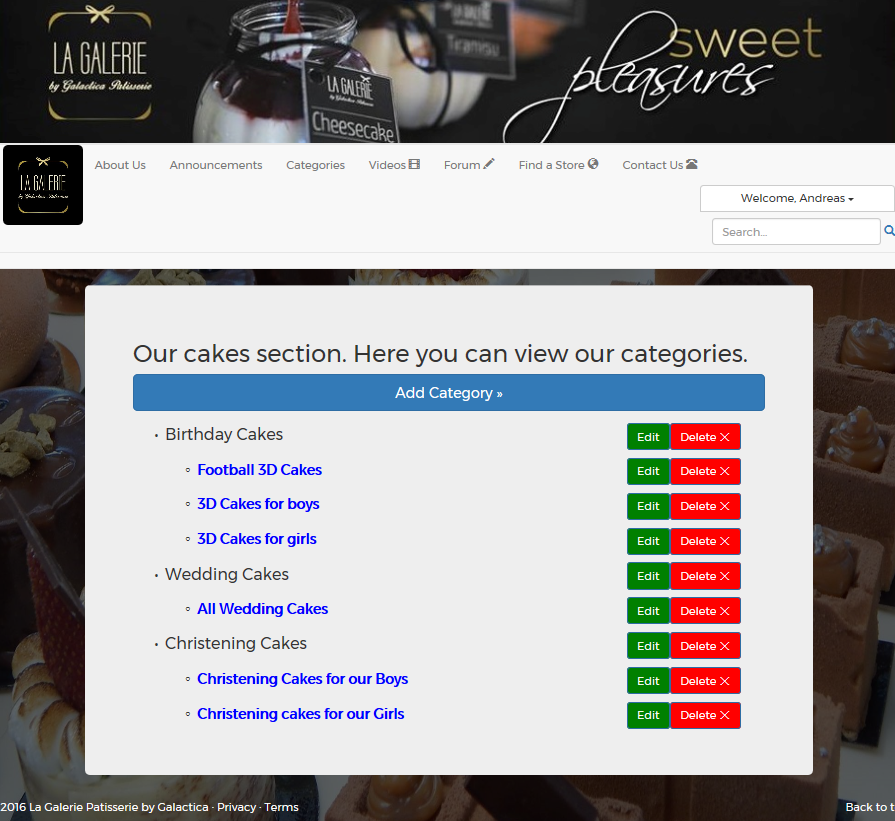 LA GALERIE
by Galactica Patisserie
LA GALERIE
Cheesecake
Tiramisu
sweet
pleasures
LA GALERIE
About Us
Announcements
Categories
Videos
Forum
Find a Store
Contact Us
Welcome, Andreas
Search...
Our cakes section. Here you can view our categories.
Add Category »
Birthday Cakes
Edit Delete
Football 3D Cakes
Edit Delete
3D Cakes for boys
Edit Delete
3D Cakes for girls
Edit Delete
Wedding Cakes
Edit Delete
All Wedding Cakes
Edit Delete
Christening Cakes
Edit Delete
Christening Cakes for our Boys
Edit Delete
Christening cakes for our Girls
Edit Delete
2016 La Galerie Patisserie by Galactica · Privacy · Terms
Back to t